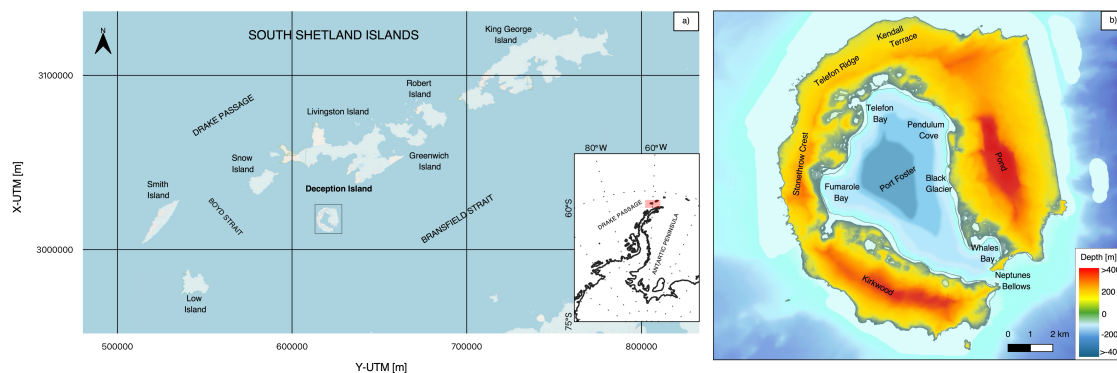 a)
N
SOUTH SHETLAND ISLANDS
King George
Island
3100000
Robert
Island
DRAKE PASSAGE
Livingston Island
Snow
Island
Greenwich
Island
Smith
Island
Deception Island
BOYD STRAIT
BRANSFIELD STRAIT
3000000
Low
Island
X-UTM [m]
500000
600000
700000
800000
Y-UTM [m]
80°W
60°W
60°S
DRAKE PASSAGE
ANTARTIC PENINSULA
75°S
b)
Kendall
Terrace
Telefon Ridge
Telefon
Bay
Pendulum
Cove
Stonethrow Crest
Pond
Port Foster
Fumarole
Bay
Black
Glacier
Whales
Bay
Neptunes
Bellows
Kirkwood
0 1 2 km
Depth [m]
>400
200
0
-200
>-40